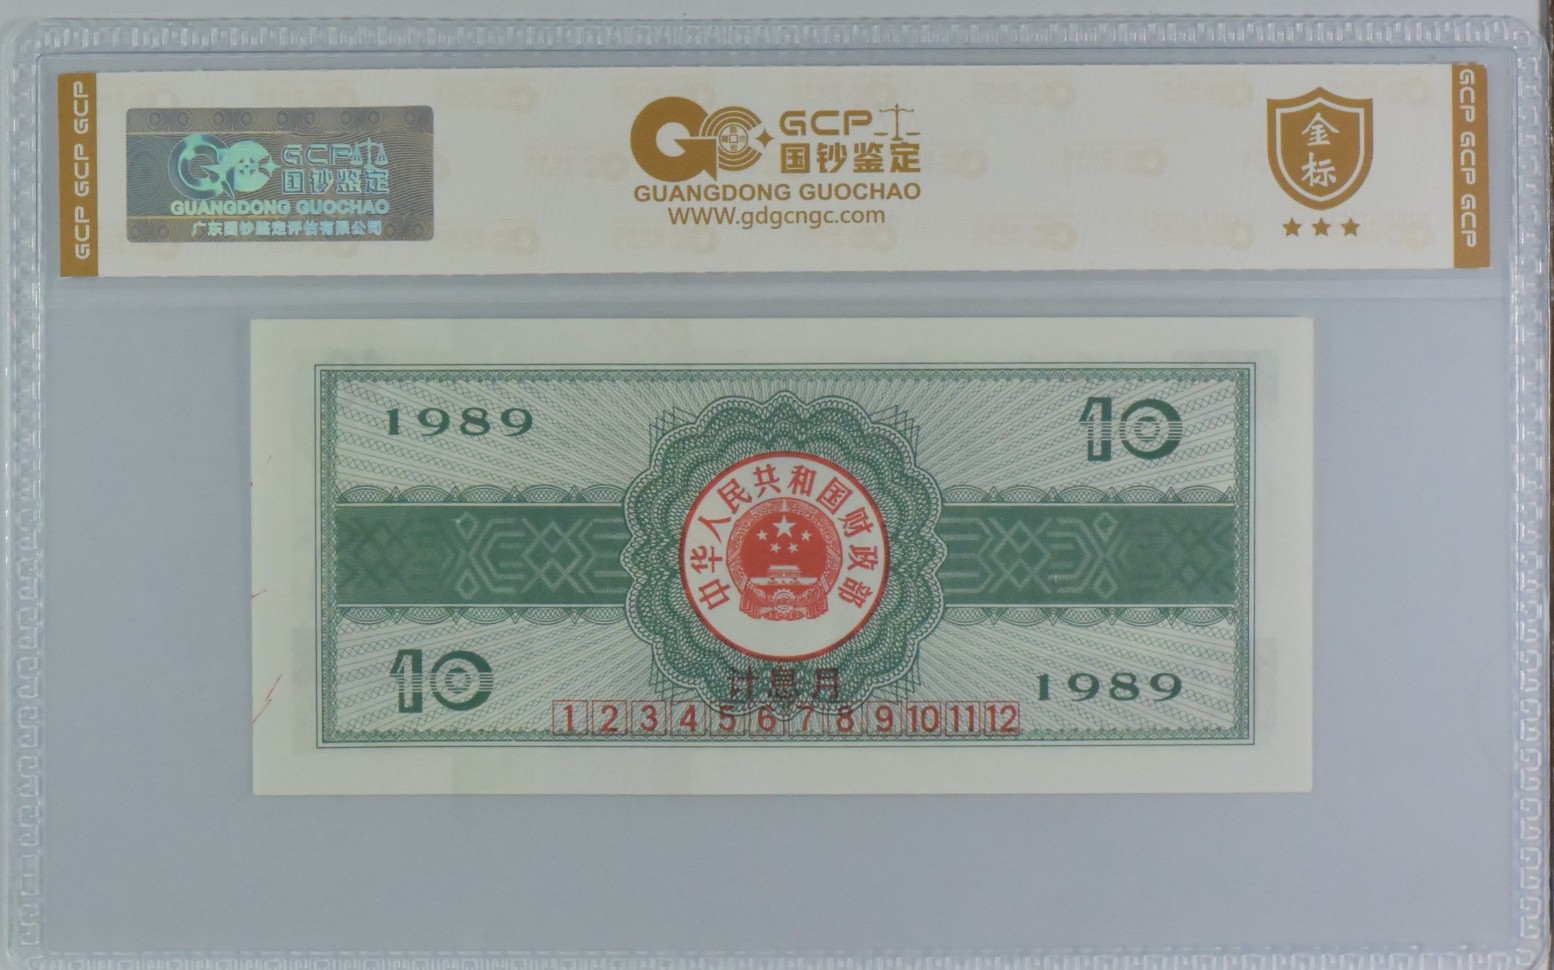 GCP GCP GCP
GCP
国钞鉴定
GUANGDONG GUOCHAO
广东国钞鉴定评估有限公司
GCP
国钞鉴定
GUANGDONG GUOCHAO
WWW.gdgcngc.com
金
标
GCP GCP GCP
1989
10
中华人民共和国财政部
10
1989
计息月
1 2 3 4 5 6 7 8 9 10 11 12